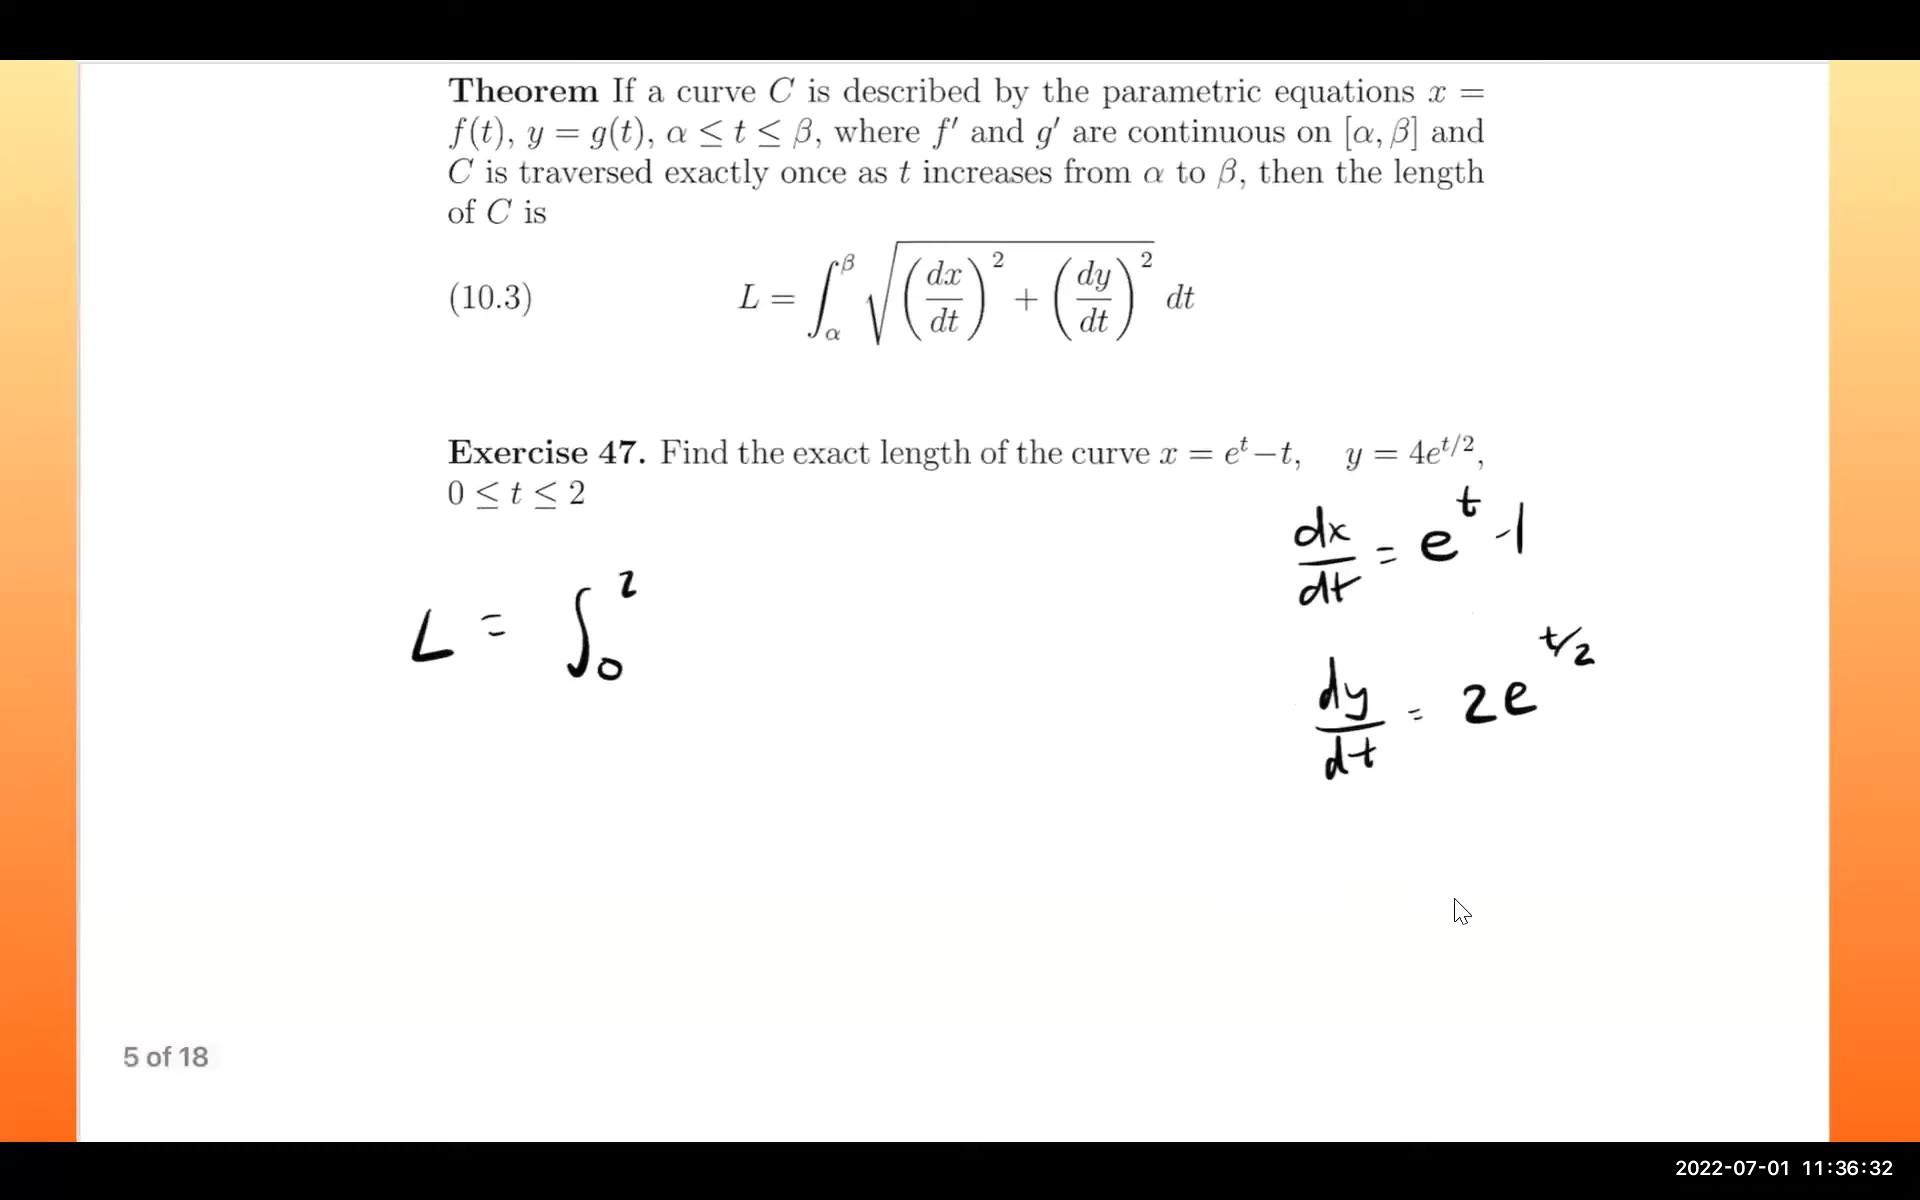 Theorem If a curve C is described by the parametric equations x =
f(t), y = g(t), α ≤ t ≤ β, where f′ and g′ are continuous on [α, β] and
C is traversed exactly once as t increases from α to β, then the length
of C is
(10.3) L = ∫_α^β √((dx/dt)^2 + (dy/dt)^2) dt
Exercise 47. Find the exact length of the curve x = e^t − t, y = 4e^{t/2},
0 ≤ t ≤ 2
dx/dt = e^t - 1
L = ∫_0^2
dy/dt = 2e^{t/2}
5 of 18
2022-07-01 11:36:32